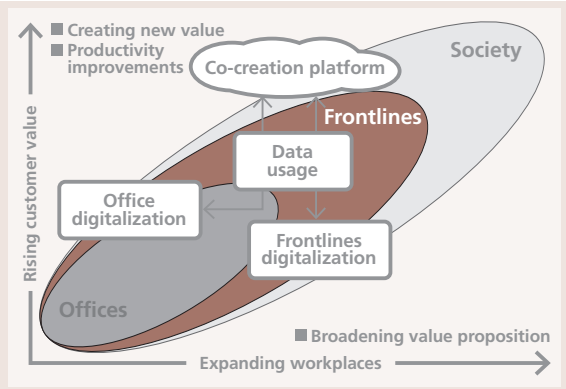 ■ Creating new value
■ Productivity
improvements
Co-creation platform
Society
Frontlines
Data
usage
Office
digitalization
Frontlines
digitalization
Offices
Rising customer value
■ Broadening value proposition
Expanding workplaces